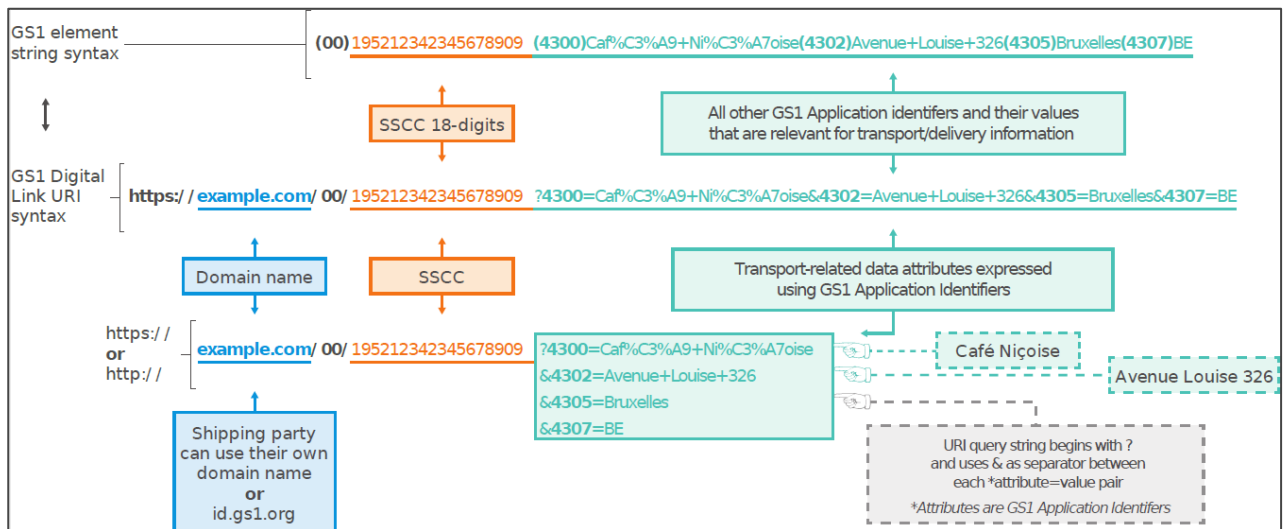 GS1 element
string syntax
(00) 195212342345678909 (4300)Caf%C3%A9+Ni%C3%A7oise(4302)Avenue+Louise+326(4305)Bruxelles(4307)BE
SSCC 18-digits
All other GS1 Application identifers and their values
that are relevant for transport/delivery information
GS1 Digital
Link URI
syntax
https:// example.com/ 00/ 195212342345678909 ?4300=Caf%C3%A9+Ni%C3%A7oise&4302=Avenue+Louise+326&4305=Bruxelles&4307=BE
Domain name
SSCC
Transport-related data attributes expressed
using GS1 Application Identifiers
https://
or
http://
example.com/ 00/ 195212342345678909
?4300=Caf%C3%A9+Ni%C3%A7oise
&4302=Avenue+Louise+326
&4305=Bruxelles
&4307=BE
Café Niçoise
Avenue Louise 326
Shipping party
can use their own
domain name
or
id.gs1.org
URI query string begins with ?
and uses & as separator between
each *attribute=value pair
*Attributes are GS1 Application Identifers